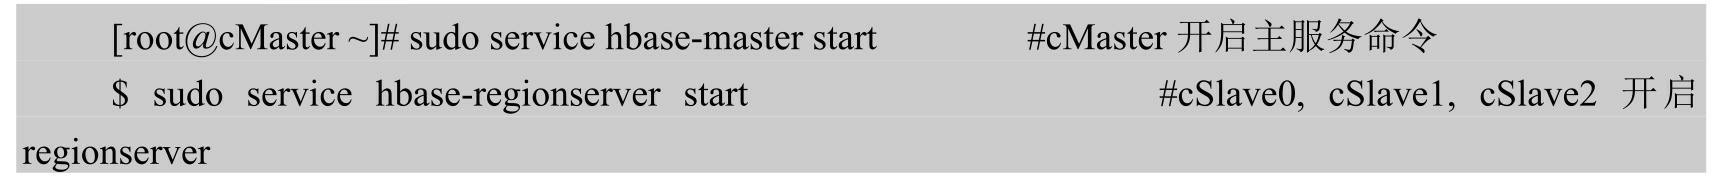 [root@cMaster ~]# sudo service hbase-master start #cMaster 开启主服务命令
$ sudo service hbase-regionserver start #cSlave0, cSlave1, cSlave2 开启
regionserver